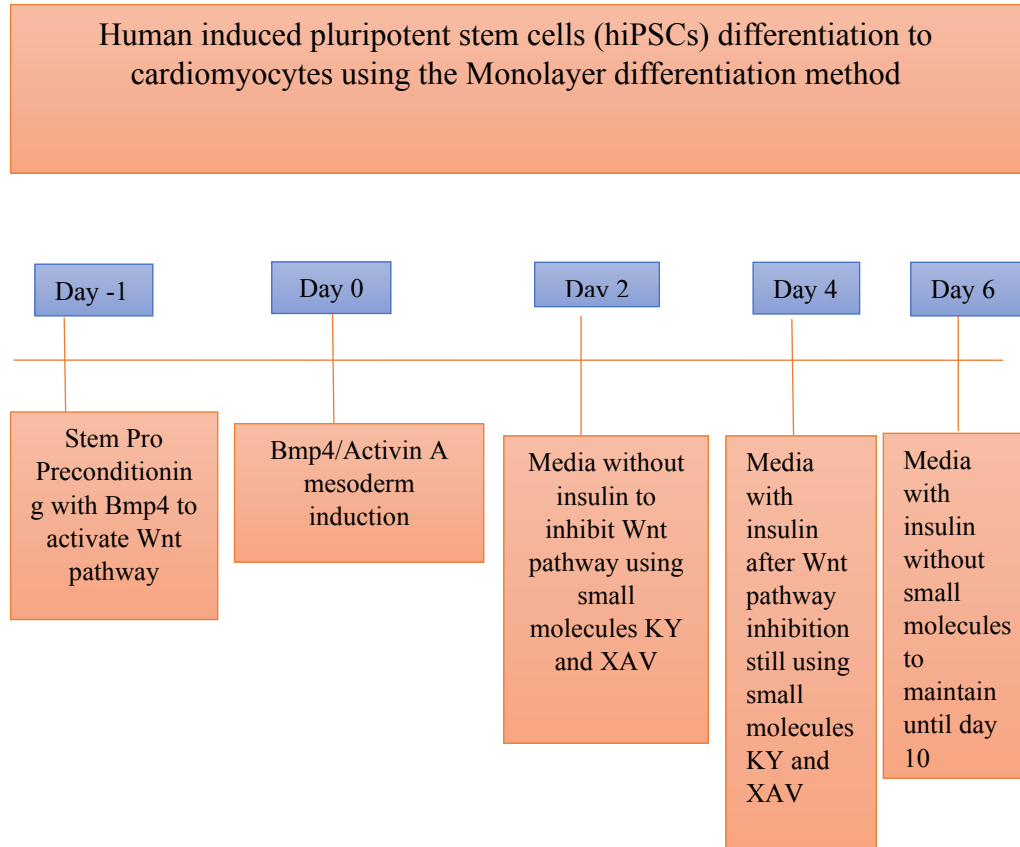 Human induced pluripotent stem cells (hiPSCs) differentiation to
cardiomyocytes using the Monolayer differentiation method
Day -1
Day 0
Day 2
Day 4
Day 6
Stem Pro
Preconditionin
g with Bmp4 to
activate Wnt
pathway
Bmp4/Activin A
mesoderm
induction
Media without
insulin to
inhibit Wnt
pathway using
small
molecules KY
and XAV
Media
with
insulin
after Wnt
pathway
inhibition
still using
small
molecules
KY and
XAV
Media
with
insulin
without
small
molecules
to
maintain
until day
10